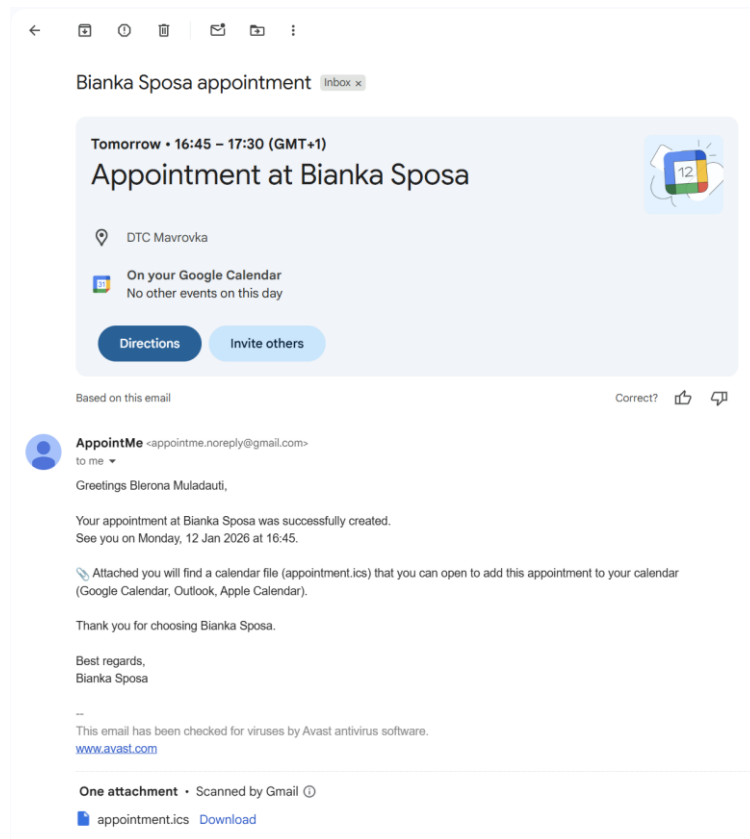 Bianka Sposa appointment Inbox ×
Tomorrow • 16:45 – 17:30 (GMT+1)
Appointment at Bianka Sposa
12
DTC Mavrovka
31
On your Google Calendar
No other events on this day
Directions Invite others
Based on this email Correct?
AppointMe <appointme.noreply@gmail.com>
to me
Greetings Blerona Muladauti,
Your appointment at Bianka Sposa was successfully created.
See you on Monday, 12 Jan 2026 at 16:45.
📎 Attached you will find a calendar file (appointment.ics) that you can open to add this appointment to your calendar
(Google Calendar, Outlook, Apple Calendar).
Thank you for choosing Bianka Sposa.
Best regards,
Bianka Sposa
--
This email has been checked for viruses by Avast antivirus software.
www.avast.com
One attachment • Scanned by Gmail
appointment.ics Download